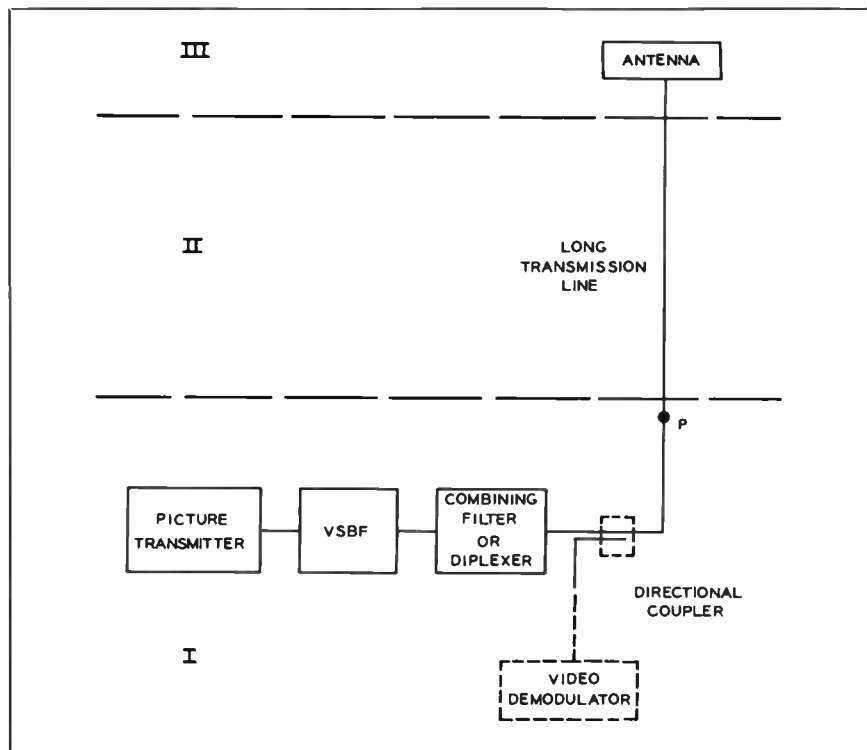 III
ANTENNA
II
LONG
TRANSMISSION
LINE
P
PICTURE
TRANSMITTER
VSBF
COMBINING
FILTER
OR
DIPLEXER
DIRECTIONAL
COUPLER
I
VIDEO
DEMODULATOR